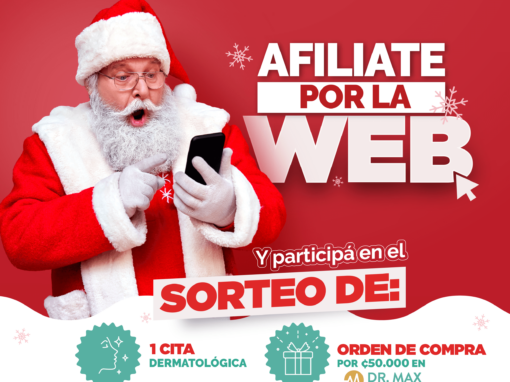 AFILIATE
POR LA
WEB
Y participá en el
SORTEO DE:
1 CITA
DERMATOLÓGICA
ORDEN DE COMPRA
POR ₡50.000 EN
DR. MAX